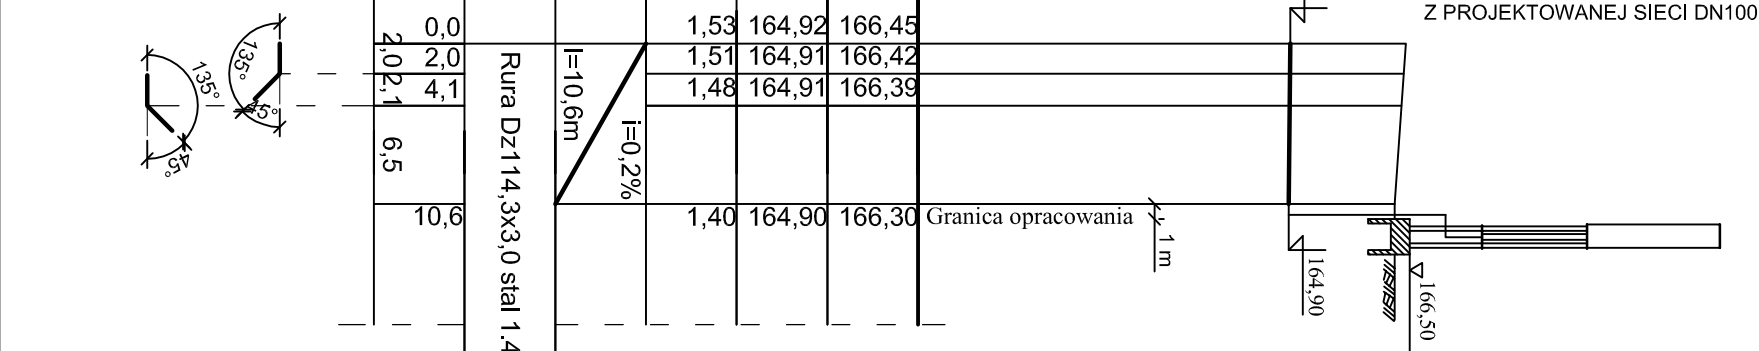 Z PROJEKTOWANEJ SIECI DN100
0,0 1,53 164,92 166,45
2,0
2,0 1,51 164,91 166,42
2,1
4,1 1,48 164,91 166,39
6,5
10,6 1,40 164,90 166,30 Granica opracowania
Rura Dz114,3x3,0 stal 1.4
l=10,6m
i=0,2%
135°
45°
135°
45°
1 m
164,90
166,50